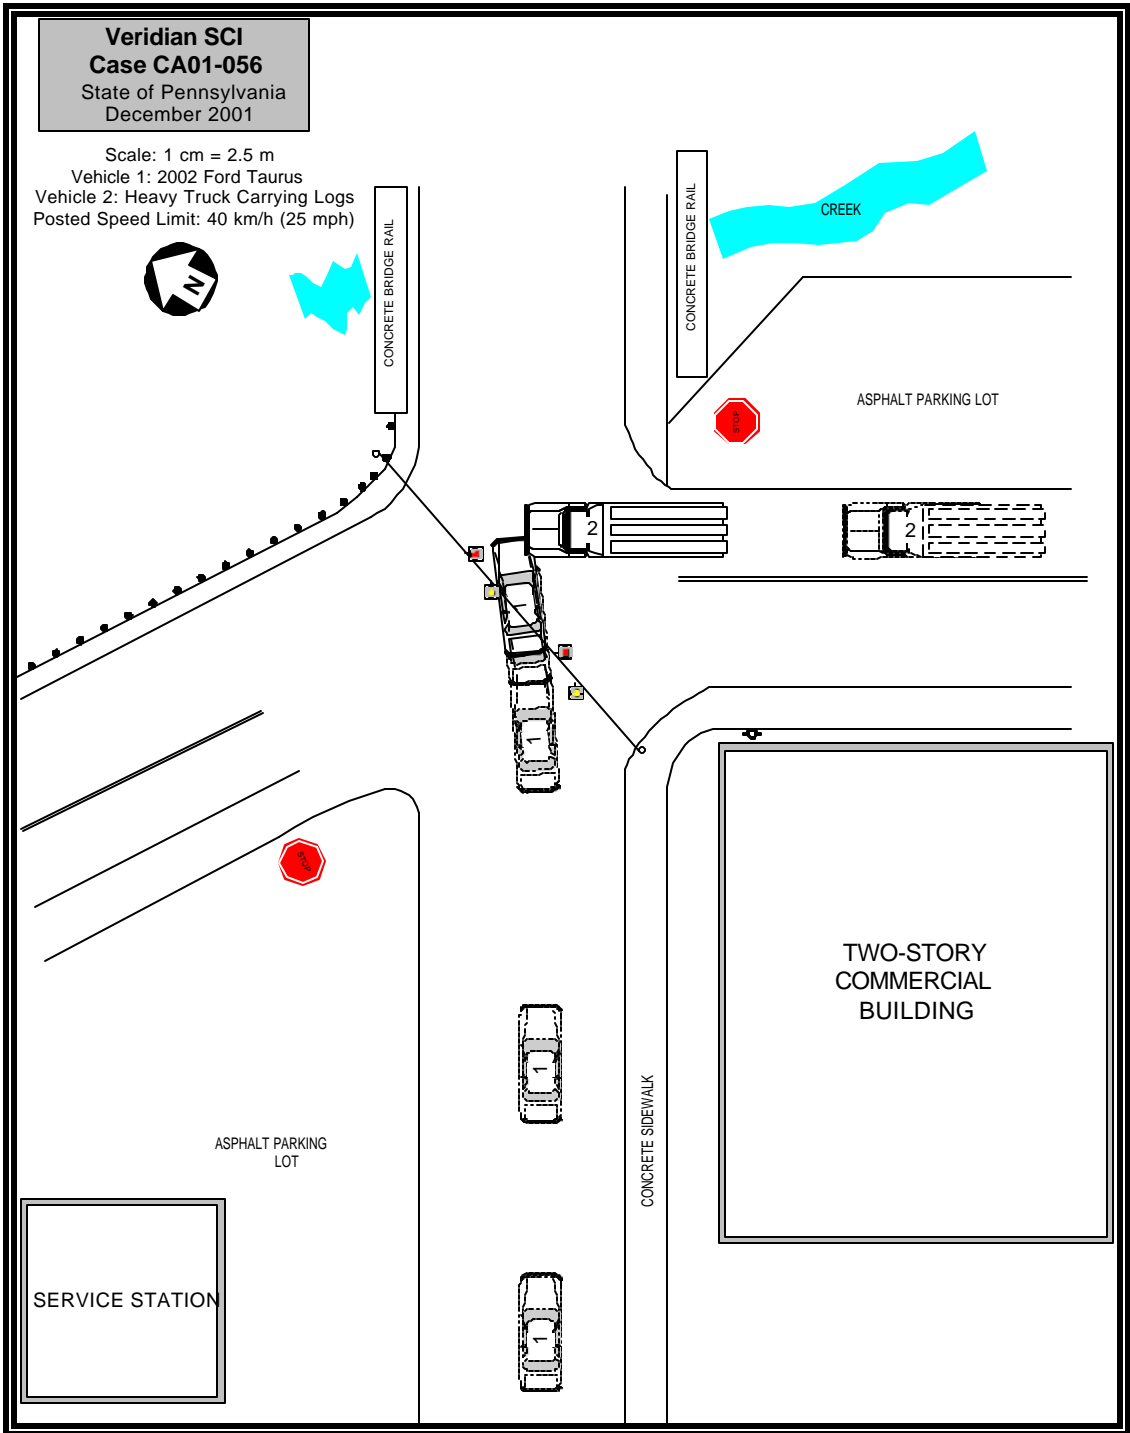 Veridian SCI
Case CA01-056
State of Pennsylvania
December 2001
Scale: 1 cm = 2.5 m
Vehicle 1: 2002 Ford Taurus
Vehicle 2: Heavy Truck Carrying Logs
Posted Speed Limit: 40 km/h (25 mph)
N
CONCRETE BRIDGE RAIL
CONCRETE BRIDGE RAIL
CREEK
ASPHALT PARKING LOT
STOP
2
2
1
1
STOP
TWO-STORY
COMMERCIAL
BUILDING
1
CONCRETE SIDEWALK
ASPHALT PARKING
LOT
SERVICE STATION
1